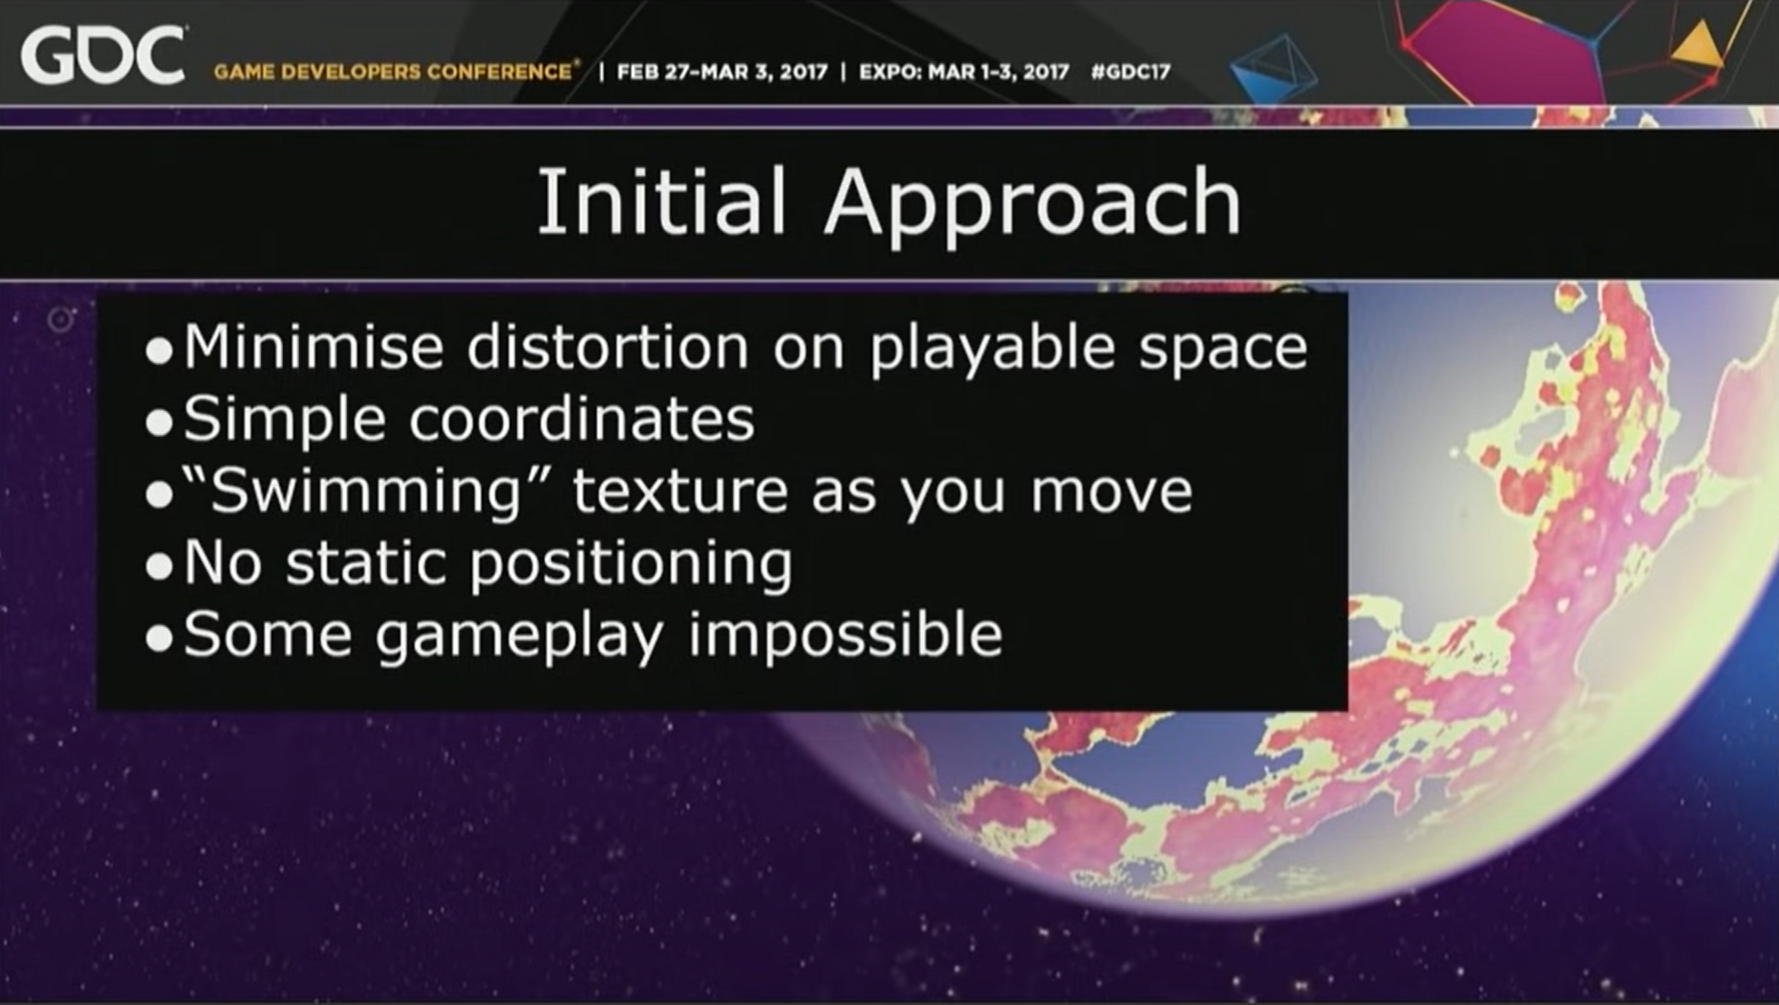 GDC
GAME DEVELOPERS CONFERENCE® | FEB 27–MAR 3, 2017 | EXPO: MAR 1–3, 2017 #GDC17
Initial Approach
●Minimise distortion on playable space
●Simple coordinates
●“Swimming” texture as you move
●No static positioning
●Some gameplay impossible